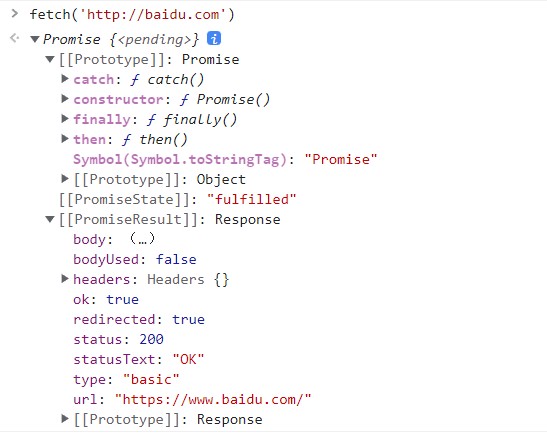 > fetch('http://baidu.com')
<· ▼ Promise {<pending>} i
▼ [[Prototype]]: Promise
▶ catch: ƒ catch()
▶ constructor: ƒ Promise()
▶ finally: ƒ finally()
▶ then: ƒ then()
Symbol(Symbol.toStringTag): "Promise"
▶ [[Prototype]]: Object
[[PromiseState]]: "fulfilled"
▼ [[PromiseResult]]: Response
body: (…)
bodyUsed: false
▶ headers: Headers {}
ok: true
redirected: true
status: 200
statusText: "OK"
type: "basic"
url: "https://www.baidu.com/"
▶ [[Prototype]]: Response